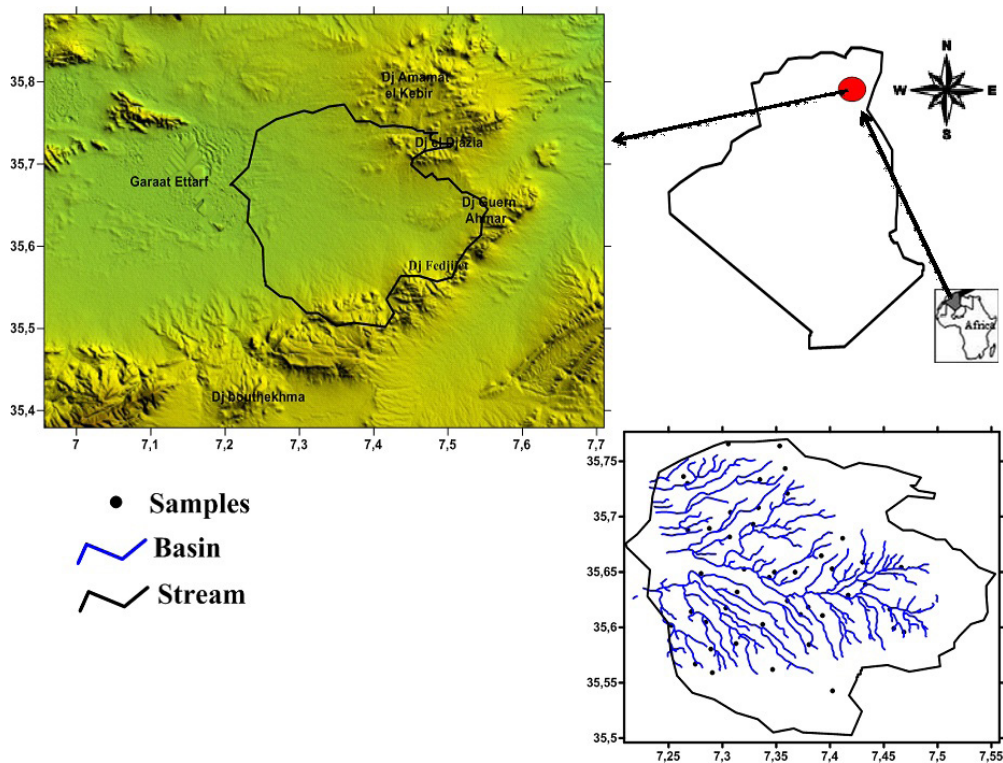 35,8
35,7
35,6
35,5
35,4
7
7,1
7,2
7,3
7,4
7,5
7,6
7,7
Dj Amamat
el Kebir
Dj el Djazia
Garaat Ettarf
Dj Guern
Ahmar
Dj Fedjijet
Dj bouthekhma
N
W
E
S
Africa
Samples
Basin
Stream
35,75
35,7
35,65
35,6
35,55
35,5
7,25
7,3
7,35
7,4
7,45
7,5
7,55